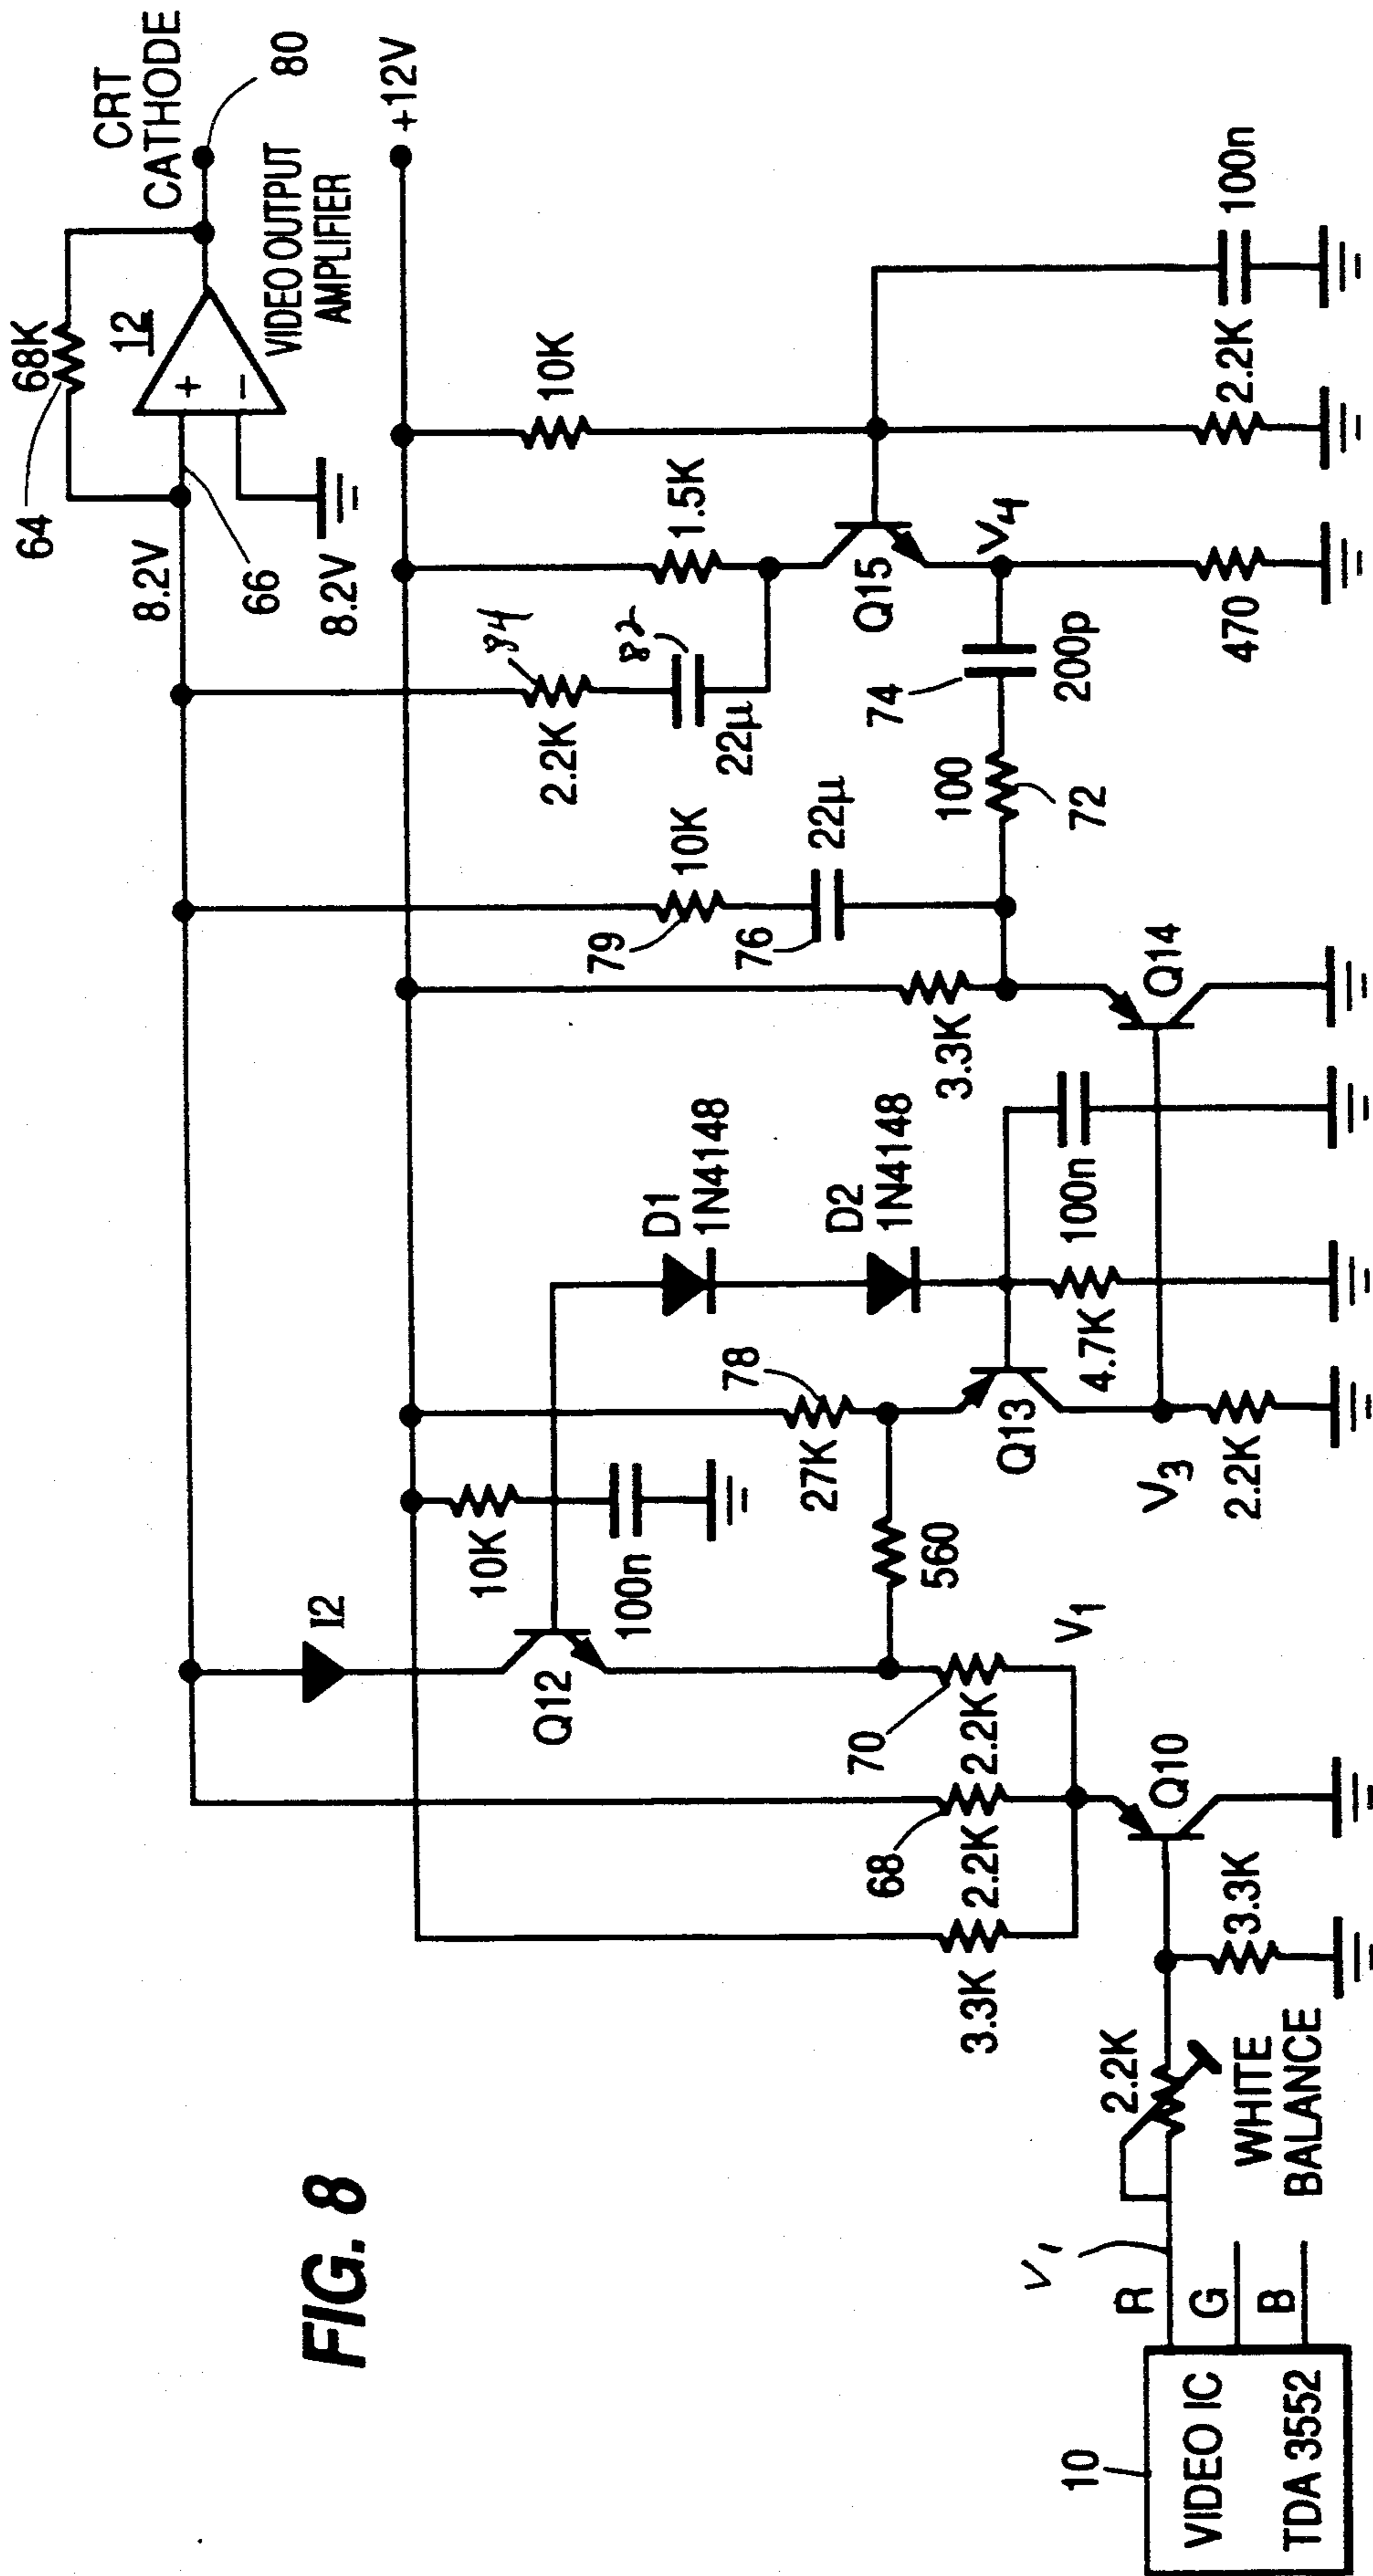 FIG. 8
CRT
CATHODE
80
68K
64
12
+
−
VIDEO OUTPUT
AMPLIFIER
8.2V
66
8.2V
+12V
I2
10K
100n
Q12
D1
1N4148
D2
1N4148
78
27K
560
Q13
4.7K
100n
V3
2.2K
79
10K
76
22μ
3.3K
Q14
84
2.2K
82
22μ
1.5K
10K
Q15
V4
74
200p
100
72
470
2.2K
100n
70
2.2K
68
2.2K
3.3K
V1
Q10
3.3K
2.2K
WHITE
BALANCE
V1
R
G
B
10
VIDEO IC
TDA 3552